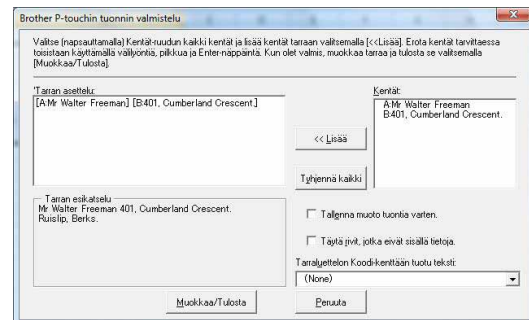 Brother P-touchin tuonnin valmistelu
Valitse (napsauttamalla) Kentät-ruudun kaikki kentät ja lisää kentät tarraan valitsemalla [<<Lisää]. Erota kentät tarvittaessa
toisistaan käyttämällä välilyöntiä, pilkkua ja Enter-näppäintä. Kun olet valmis, muokkaa tarraa ja tulosta se valitsemalla
[Muokkaa/Tulosta].
'Tarran asettelu:
Kentät:
[A:Mr Walter Freeman] [B:401, Cumberland Crescent.]
A:Mr Walter Freeman
B:401, Cumberland Crescent.
<< Lisää
Tyhjennä kaikki
Tarran esikatselu
Mr Walter Freeman 401, Cumberland Crescent.
Ruislip, Berks.
Tallenna muoto tuontia varten.
Täytä rivit, jotka eivät sisällä tietoja.
Tarraluettelon Koodi-kenttään tuotu teksti:
(None)
Muokkaa/Tulosta
Peruuta